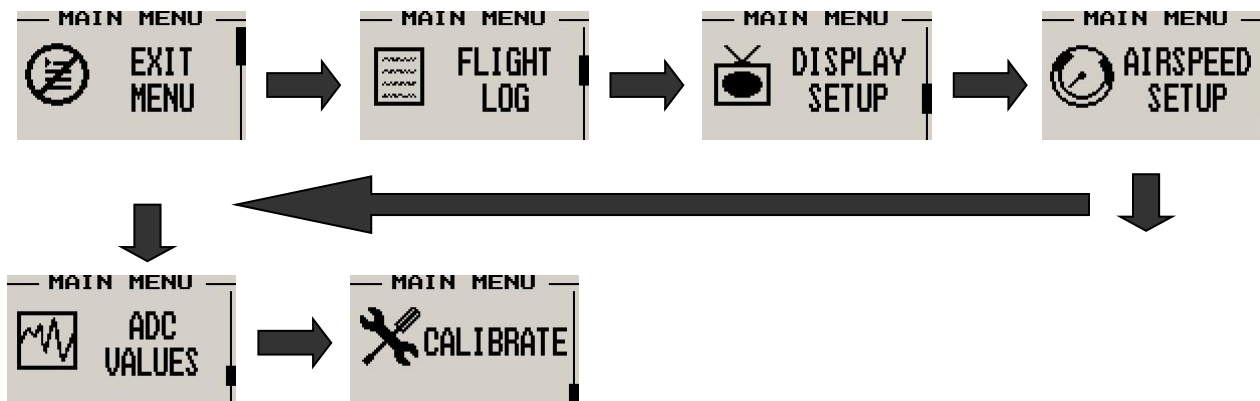 MAIN MENU
EXIT
MENU
MAIN MENU
FLIGHT
LOG
MAIN MENU
DISPLAY
SETUP
MAIN MENU
AIRSPEED
SETUP
MAIN MENU
ADC
VALUES
MAIN MENU
CALIBRATE